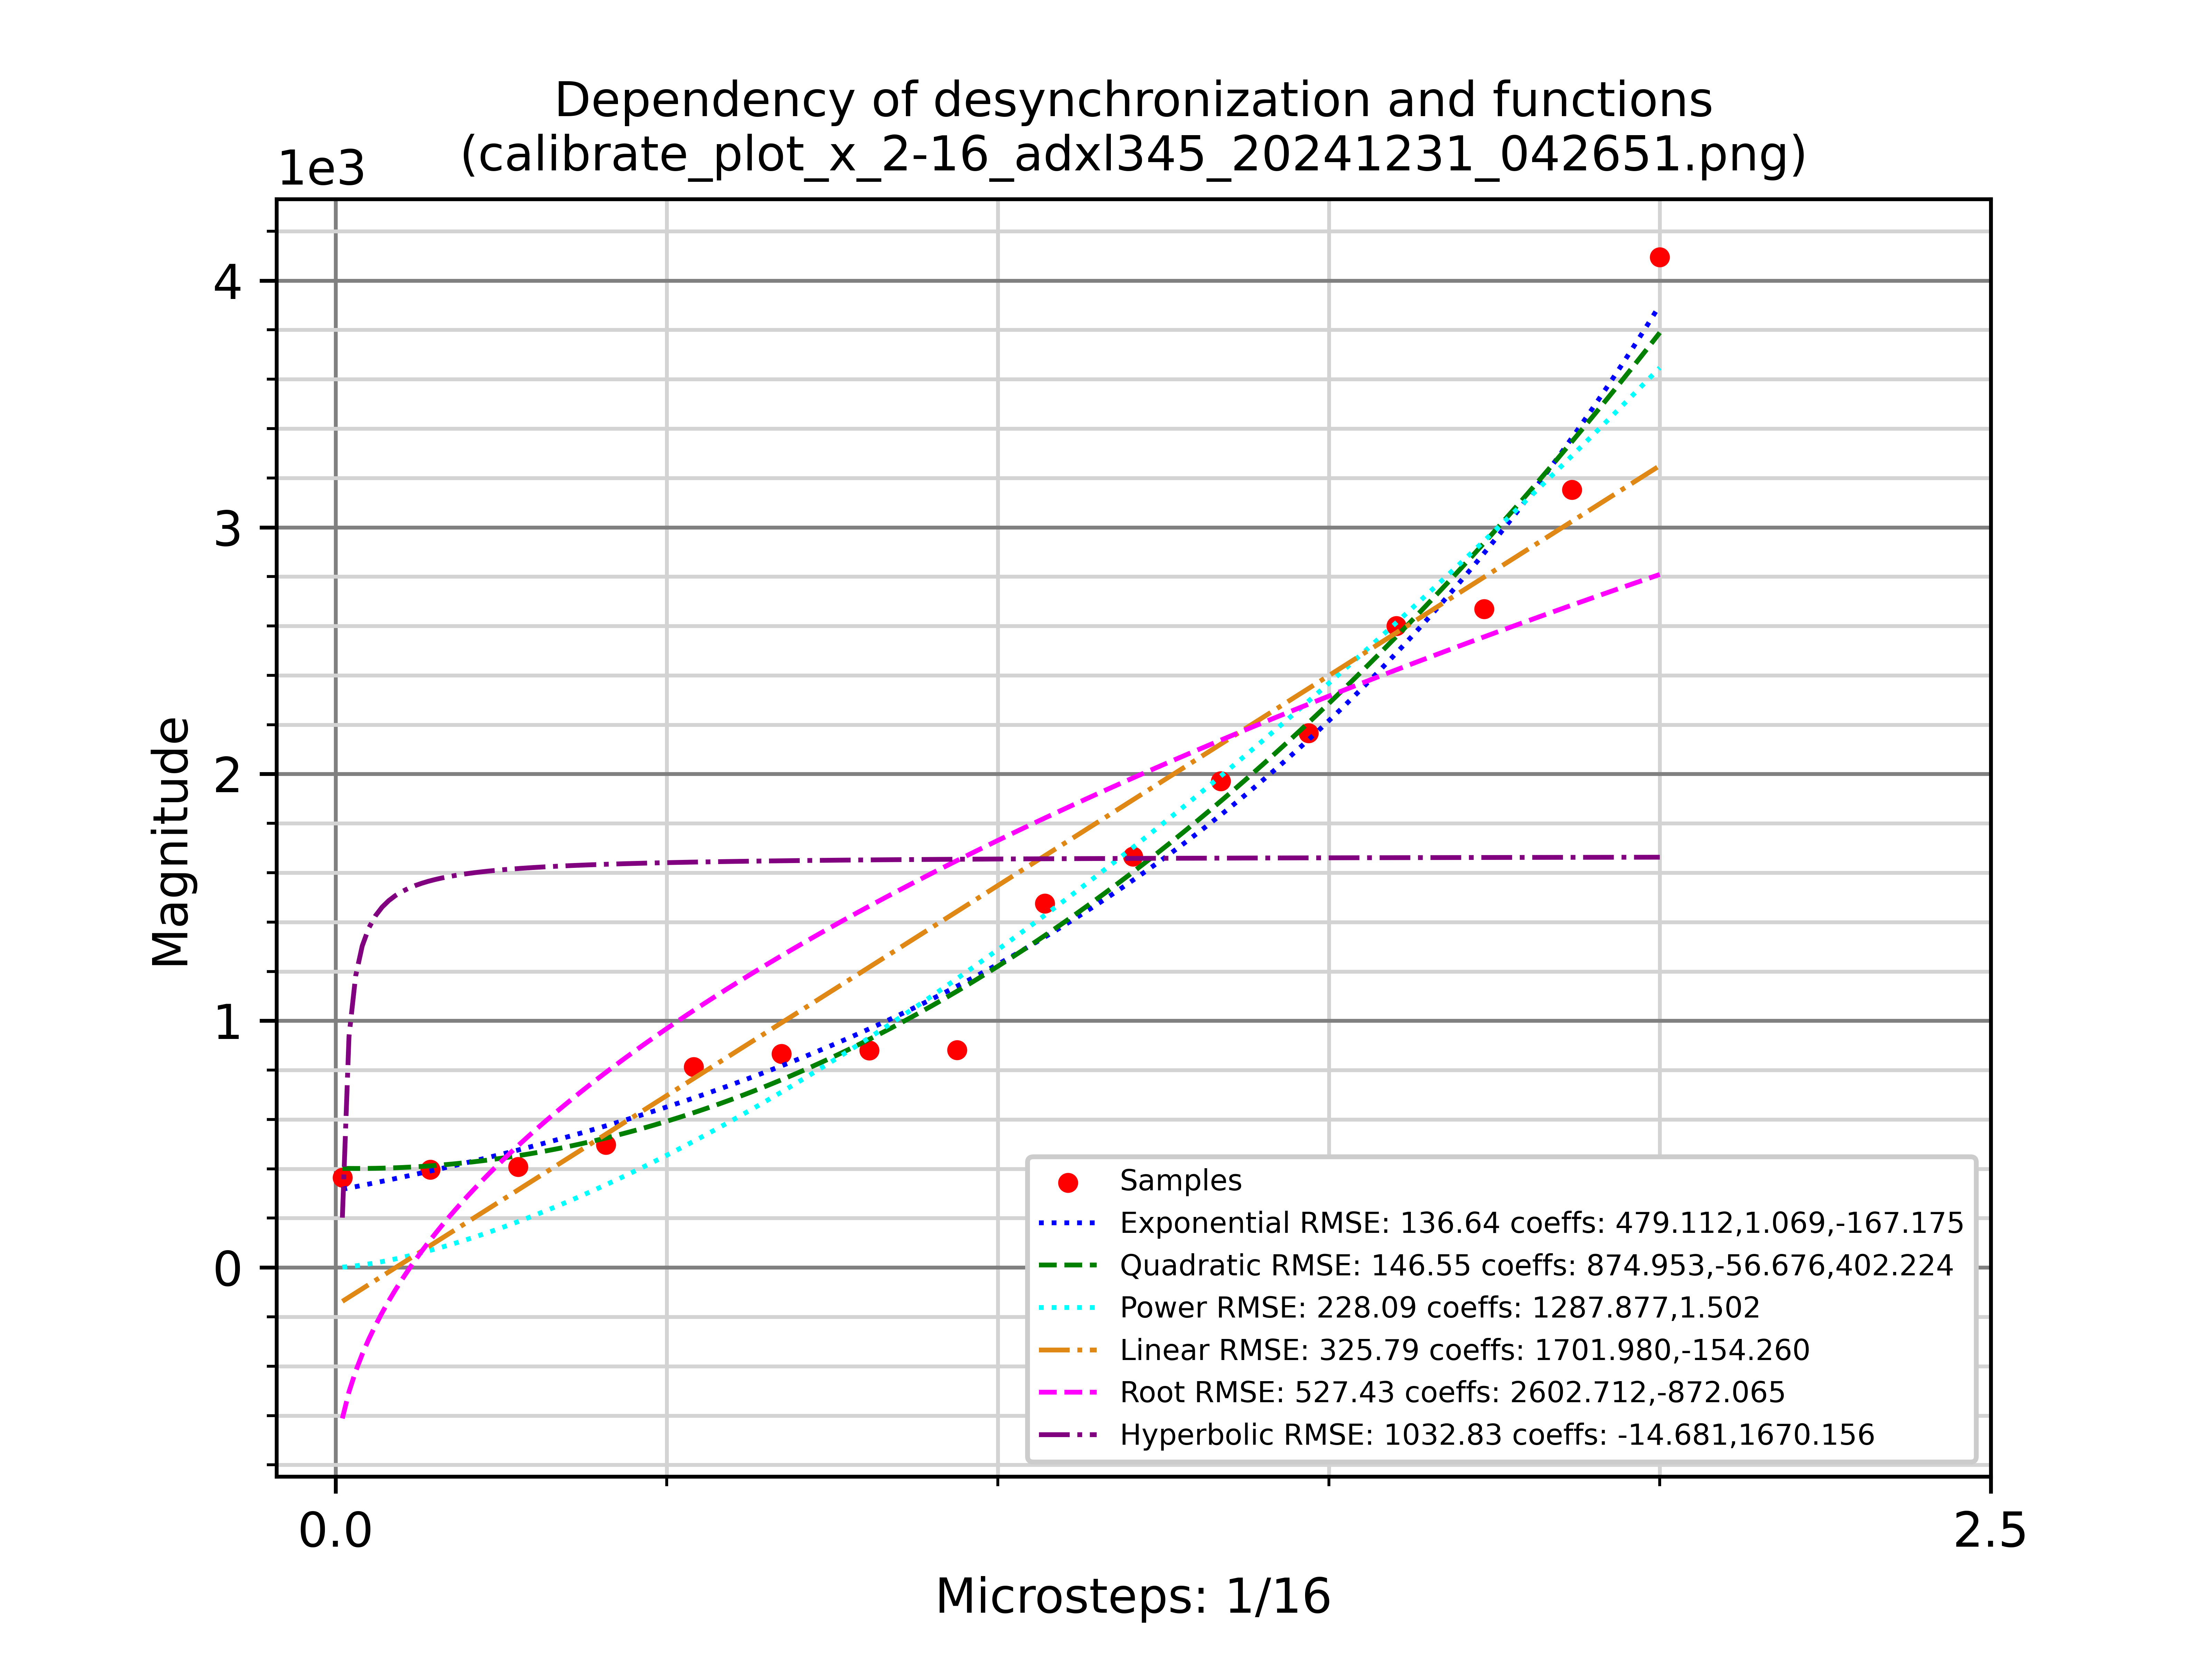 Dependency of desynchronization and functions
(calibrate_plot_x_2-16_adxl345_20241231_042651.png)
1e3
4
3
2
1
0
Magnitude
Samples
Exponential RMSE: 136.64 coeffs: 479.112,1.069,-167.175
Quadratic RMSE: 146.55 coeffs: 874.953,-56.676,402.224
Power RMSE: 228.09 coeffs: 1287.877,1.502
Linear RMSE: 325.79 coeffs: 1701.980,-154.260
Root RMSE: 527.43 coeffs: 2602.712,-872.065
Hyperbolic RMSE: 1032.83 coeffs: -14.681,1670.156
0.0 2.5
Microsteps: 1/16